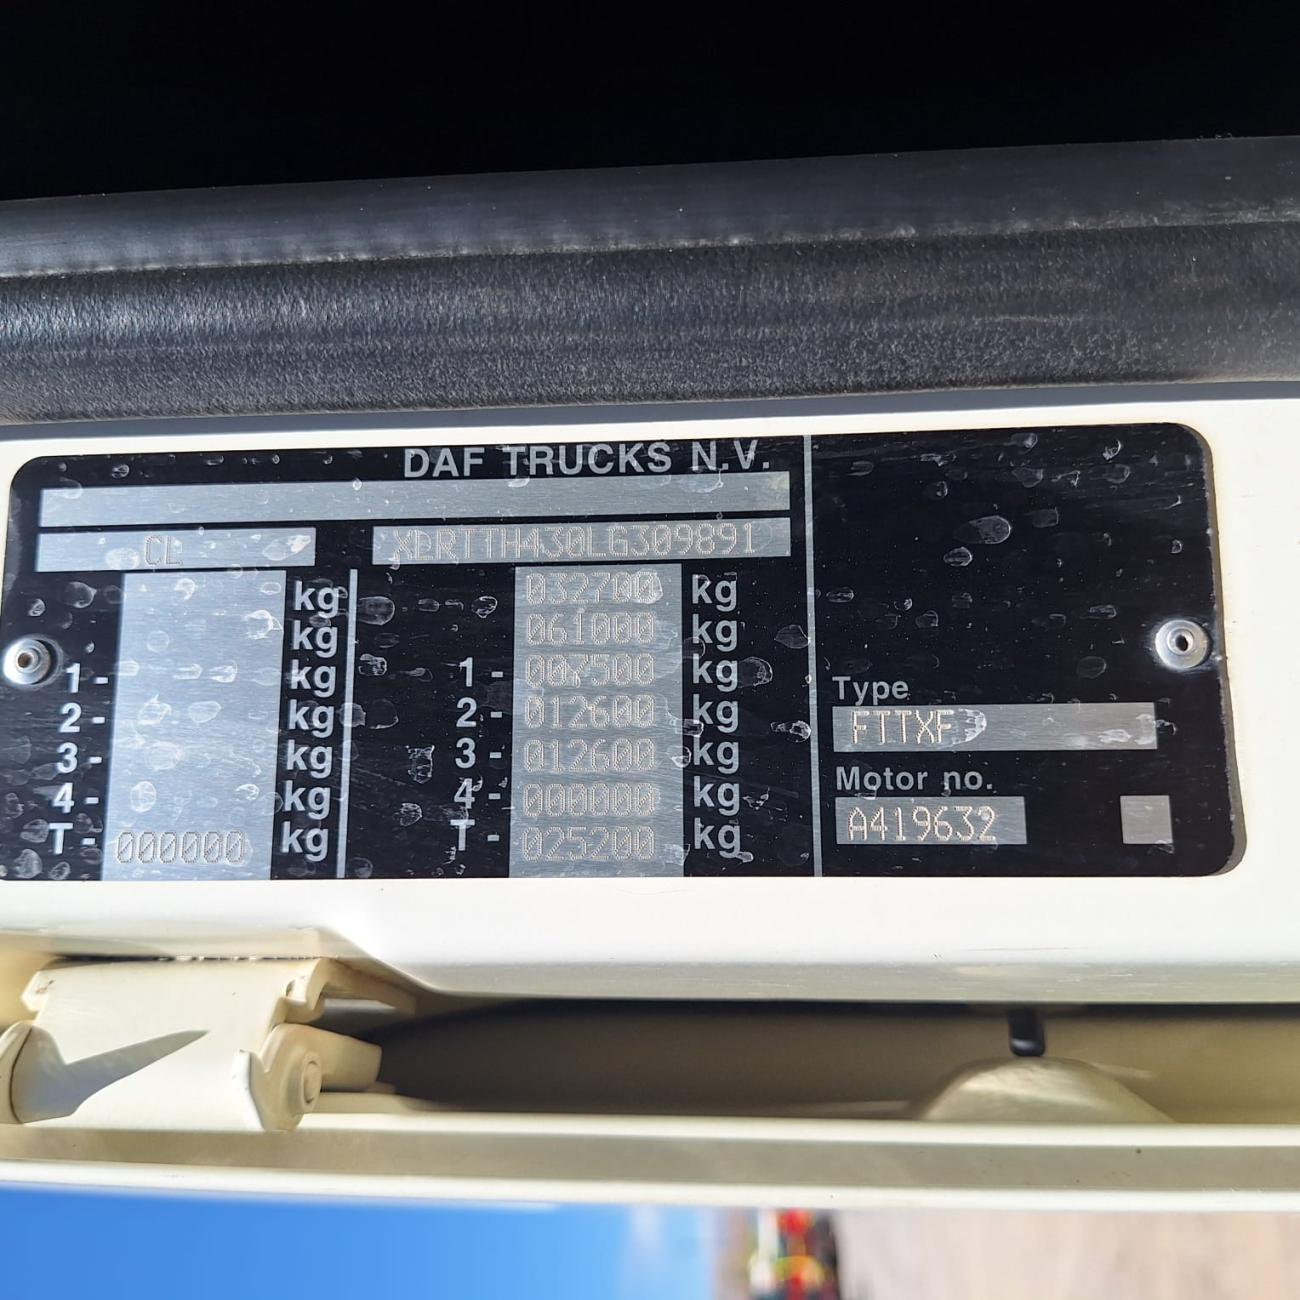 DAF TRUCKS N.V.
CL XLRTTH430LG309891
kg 032700 kg
kg 061000 kg
1- kg 1- 007500 kg
2- kg 2- 012600 kg
3- kg 3- 012600 kg
4- kg 4- 000000 kg
T- 000000 kg T- 025200 kg
Type
FTTXF
Motor no.
A419632